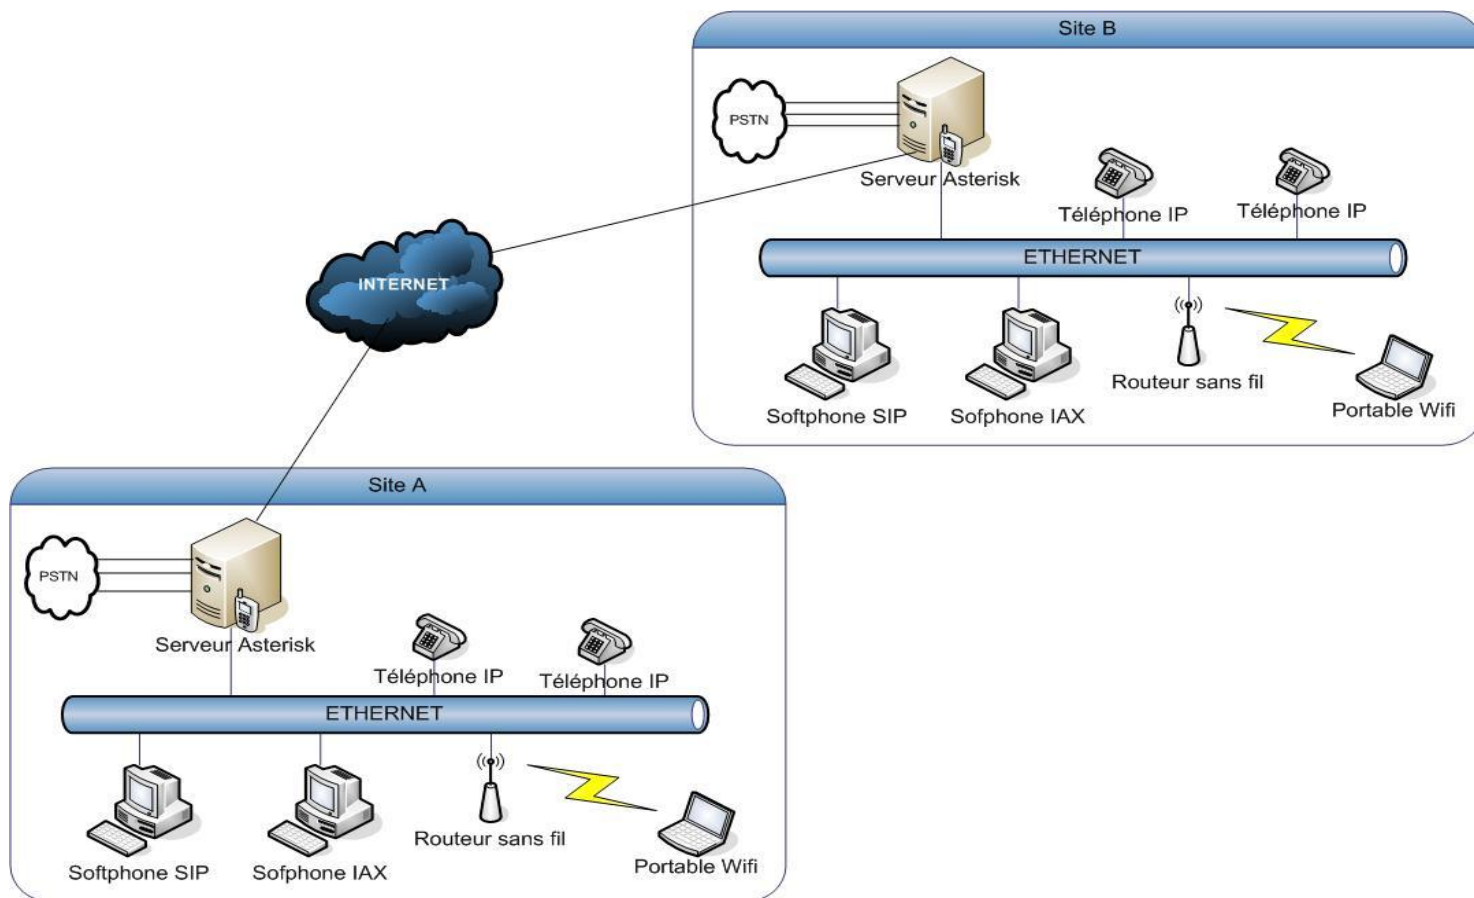 Site B
PSTN
Serveur Asterisk
Téléphone IP
Téléphone IP
ETHERNET
Softphone SIP
Sofphone IAX
Routeur sans fil
Portable Wifi
INTERNET
Site A
PSTN
Serveur Asterisk
Téléphone IP
Téléphone IP
ETHERNET
Softphone SIP
Sofphone IAX
Routeur sans fil
Portable Wifi